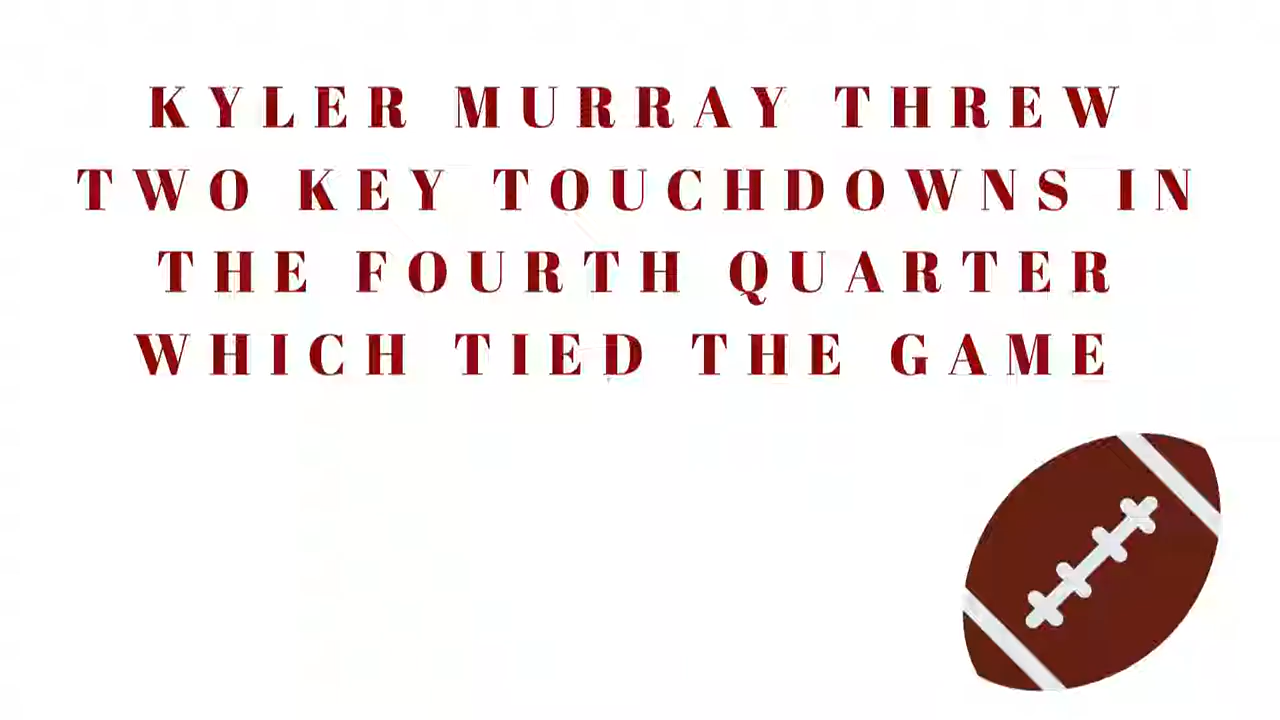 KYLER MURRAY THREW
TWO KEY TOUCHDOWNS IN
THE FOURTH QUARTER
WHICH TIED THE GAME